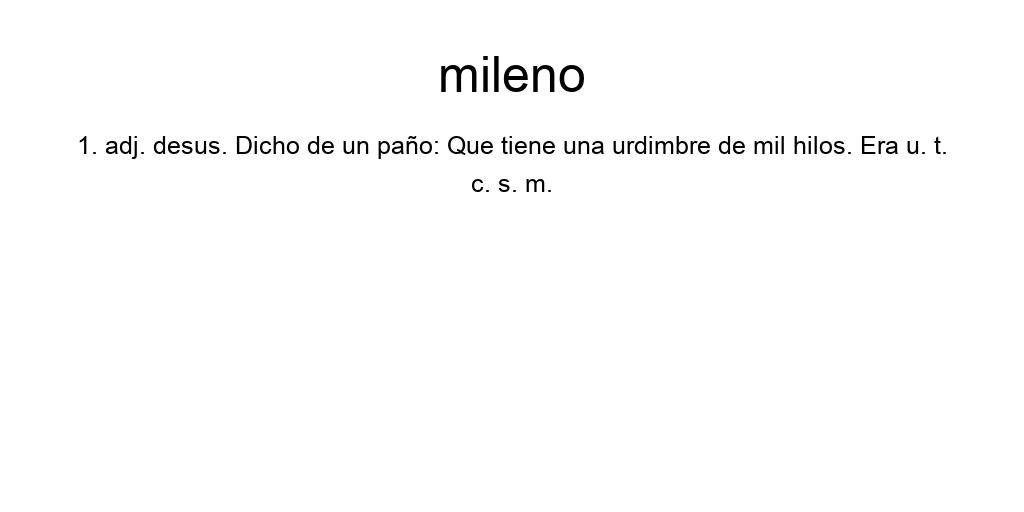 mileno
1. adj. desus. Dicho de un paño: Que tiene una urdimbre de mil hilos. Era u. t.
c. s. m.